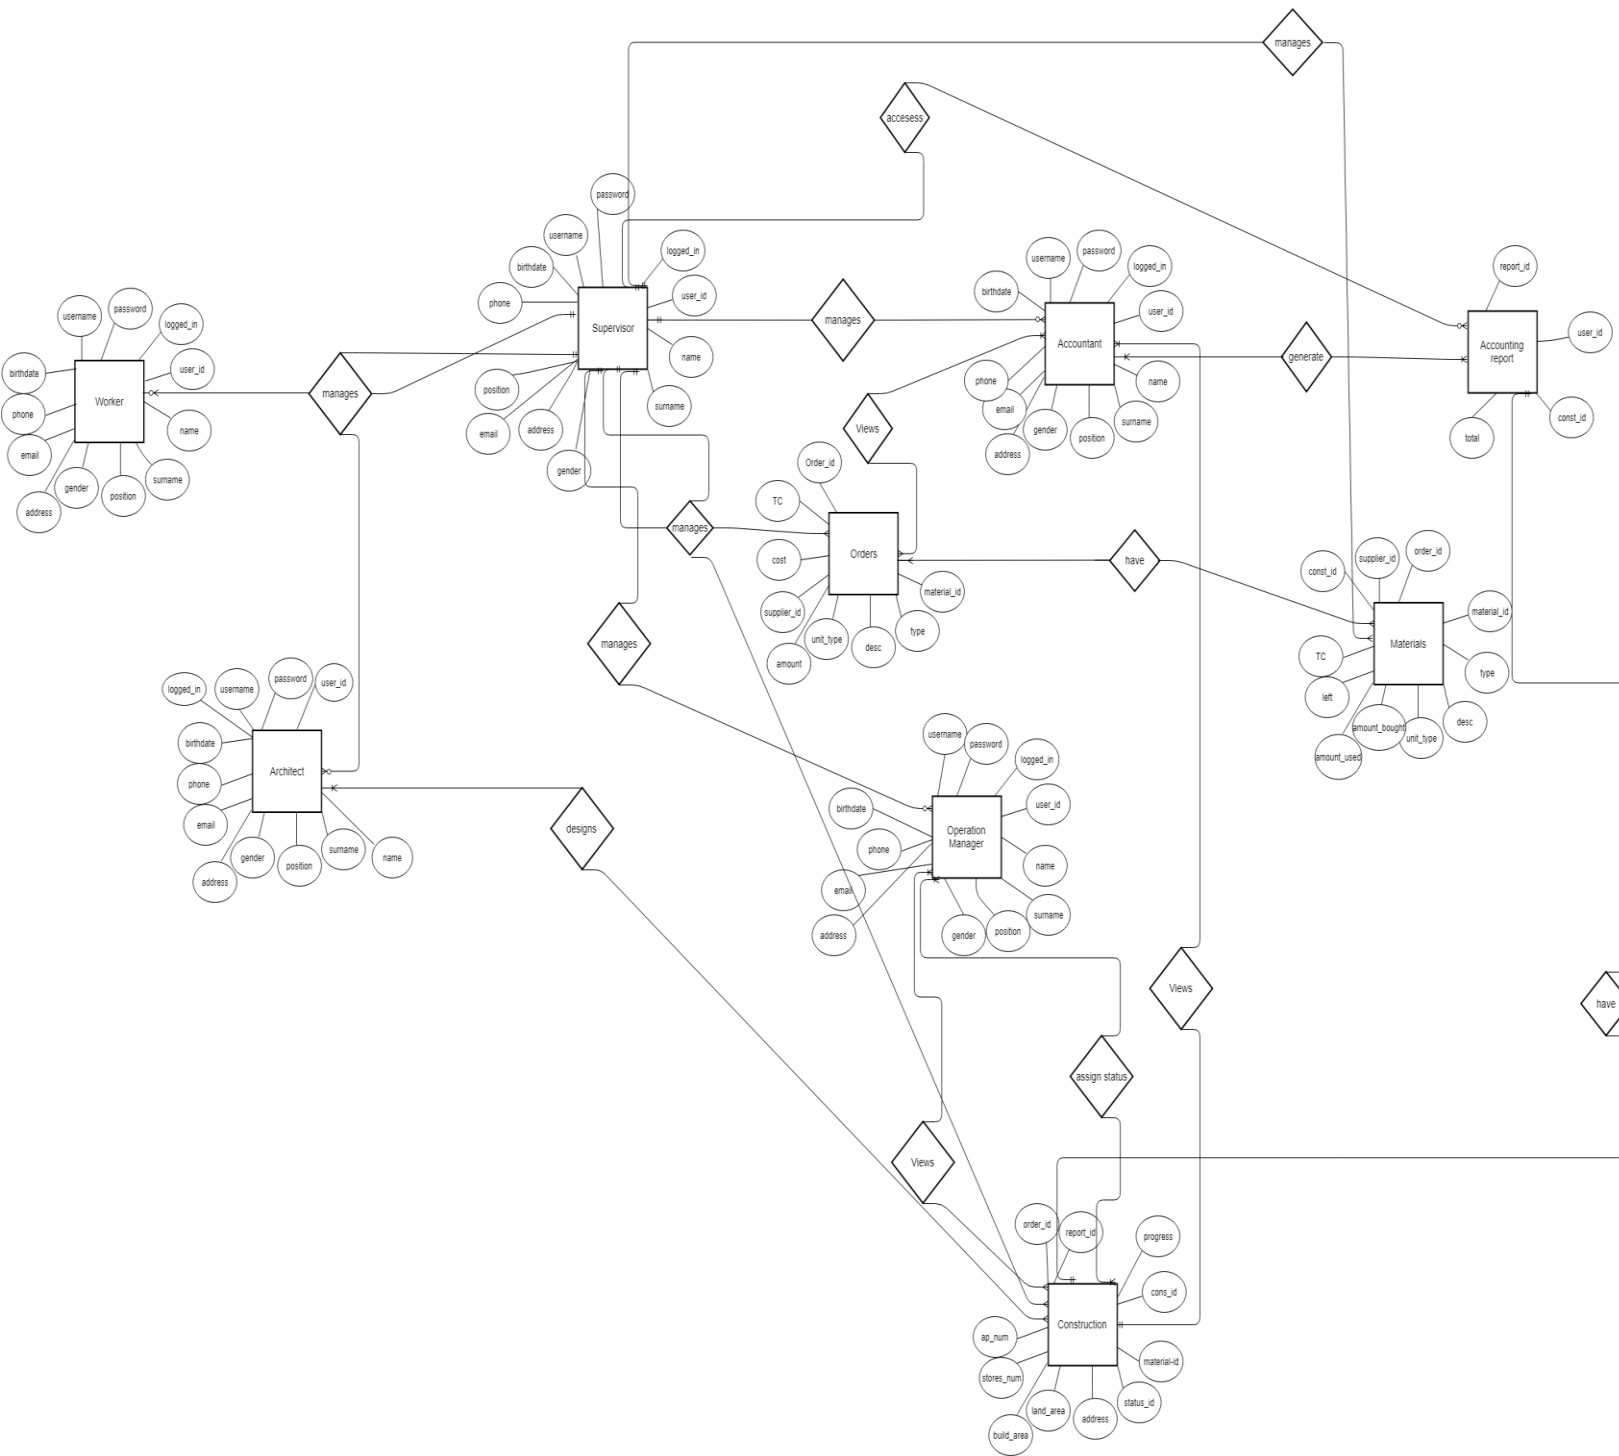 manages
accesess
password
username
logged_in
birthdate
user_id
phone
Supervisor
name
position
surname
email
address
gender
manages
username
password
logged_in
birthdate
user_id
Accountant
phone
name
email
surname
gender
position
address
generate
report_id
user_id
Accounting
report
const_id
total
password
username
logged_in
user_id
birthdate
Worker
phone
name
email
surname
gender
position
address
manages
Views
Order_id
TC
manages
Orders
cost
material_id
supplier_id
type
unit_type
desc
amount
have
order_id
supplier_id
const_id
material_id
Materials
TC
type
left
desc
amount_bought
unit_type
amount_used
manages
password
user_id
username
logged_in
birthdate
Architect
phone
email
surname
name
gender
position
address
designs
username
password
logged_in
user_id
birthdate
Operation
Manager
phone
name
email
surname
position
address
gender
Views
have
assign status
Views
order_id
report_id
progress
cons_id
Construction
ap_num
material-id
stores_num
status_id
land_area
address
build_area